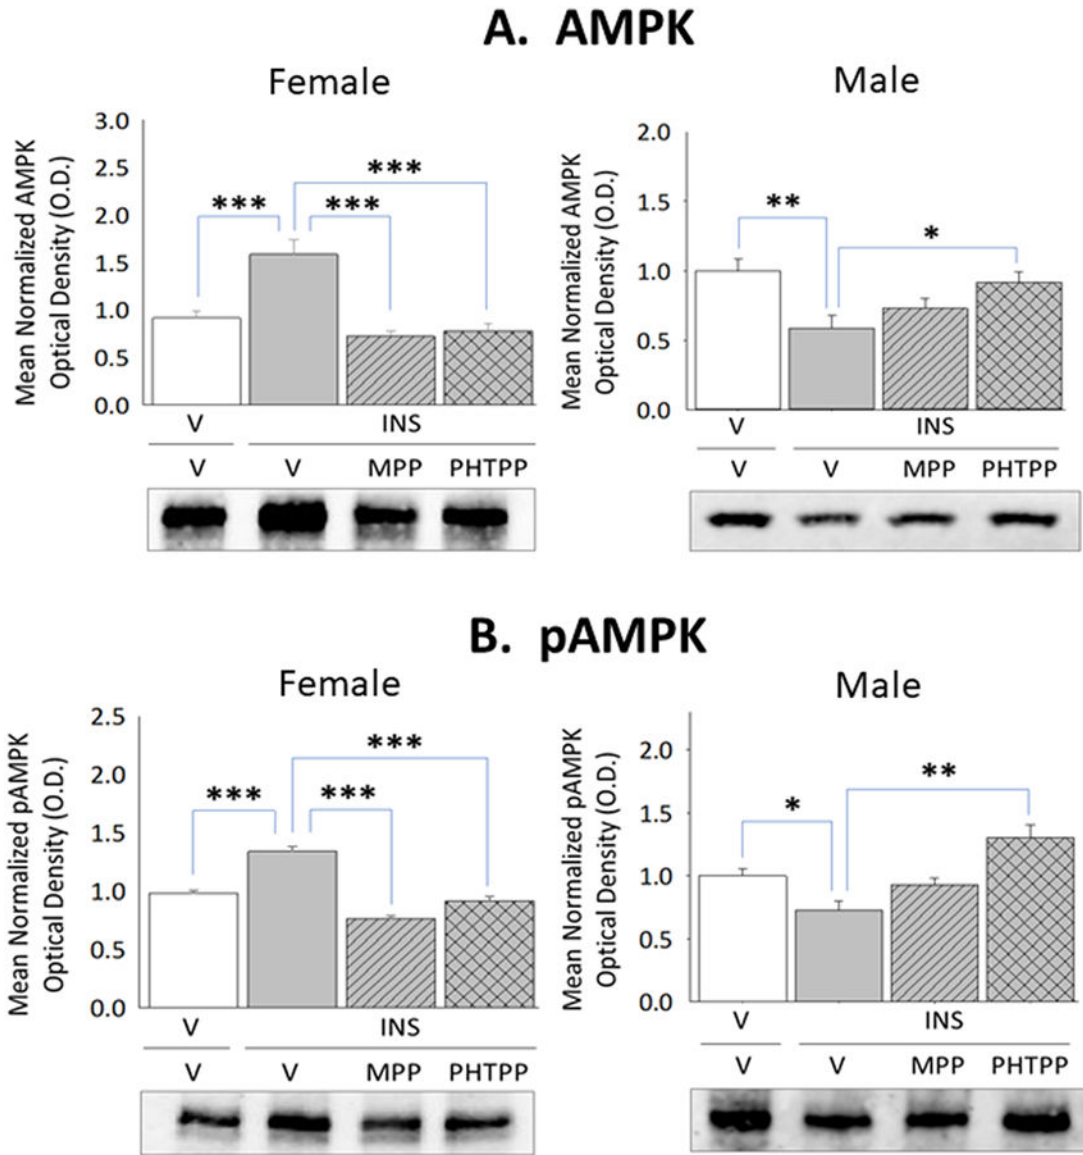 A. AMPK
Female
Mean Normalized AMPK
Optical Density (O.D.)
3.0
2.5
2.0
1.5
1.0
0.5
0.0
***
***
***
V
INS
V
V
MPP
PHTPP
Male
Mean Normalized AMPK
Optical Density (O.D.)
2.0
1.5
1.0
0.5
0.0
**
*
V
INS
V
V
MPP
PHTPP
B. pAMPK
Female
Mean Normalized pAMPK
Optical Density (O.D.)
2.5
2.0
1.5
1.0
0.5
0.0
***
***
***
V
INS
V
V
MPP
PHTPP
Male
Mean Normalized pAMPK
Optical Density (O.D.)
2.0
1.5
1.0
0.5
0.0
**
*
V
INS
V
V
MPP
PHTPP